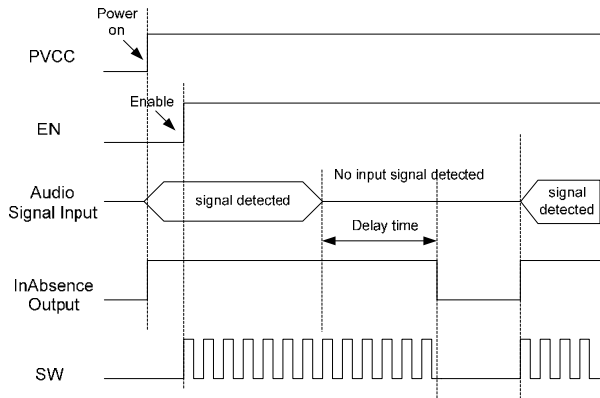 Power
on
PVCC
Enable
EN
No input signal detected
Audio
Signal Input
signal detected
signal
detected
Delay time
InAbsence
Output
SW